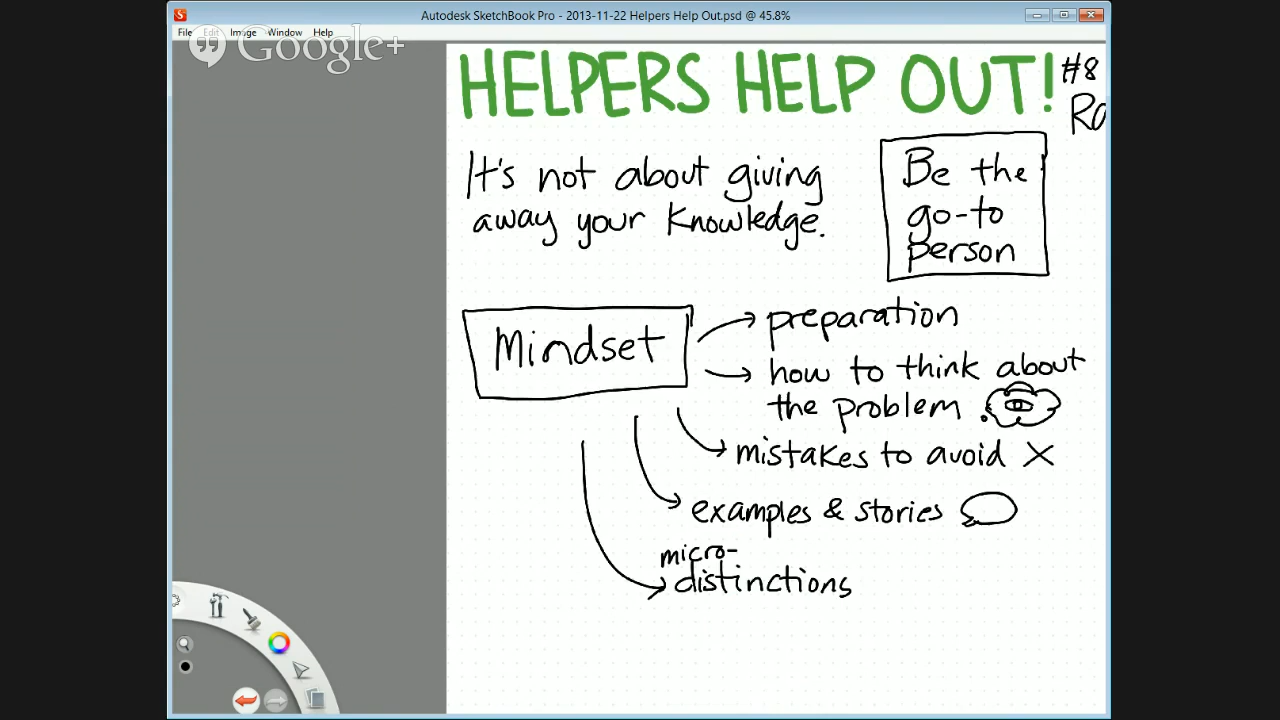 Autodesk SketchBook Pro - 2013-11-22 Helpers Help Out.psd @ 45.8%
File Edit Image Window Help
Google+
HELPERS HELP OUT!
#8
It's not about giving
away your knowledge.
Be the
go-to
person
Mindset
preparation
how to think about
the problem
mistakes to avoid X
examples & stories
micro-
distinctions